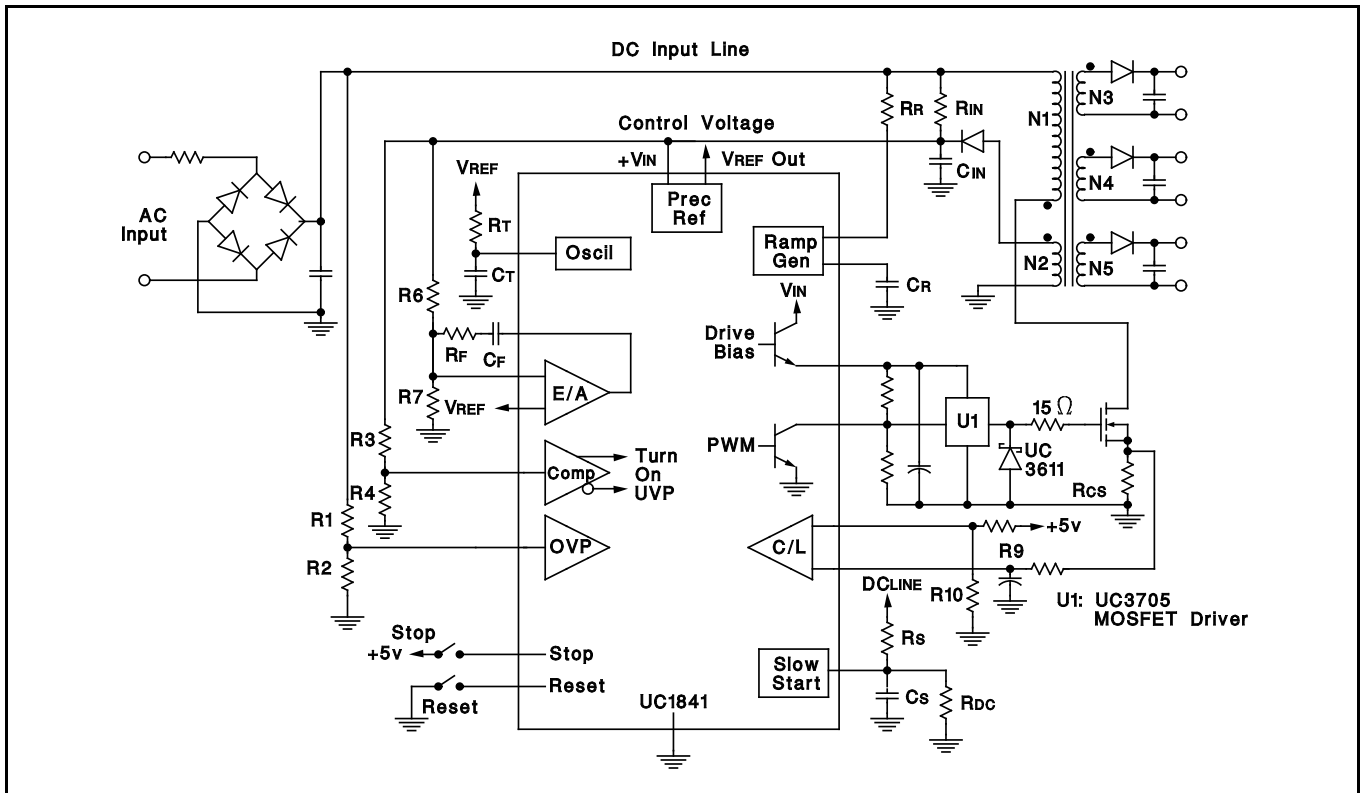 DC Input Line
RR
RIN
N1
N3
Control Voltage
+VIN
VREF Out
CIN
VREF
Prec
Ref
N4
AC
Input
RT
Oscil
Ramp
Gen
CT
N2
N5
R6
VIN
CR
RF
CF
Drive
Bias
R7
E/A
VREF
U1
15 Ω
R3
PWM
Comp
Turn
On
UVP
UC
3611
R4
RCS
R1
OVP
C/L
+5v
R9
R2
DCLINE
R10
U1: UC3705
MOSFET Driver
Stop
+5v
Stop
RS
Slow
Start
Reset
Reset
UC1841
CS
RDC